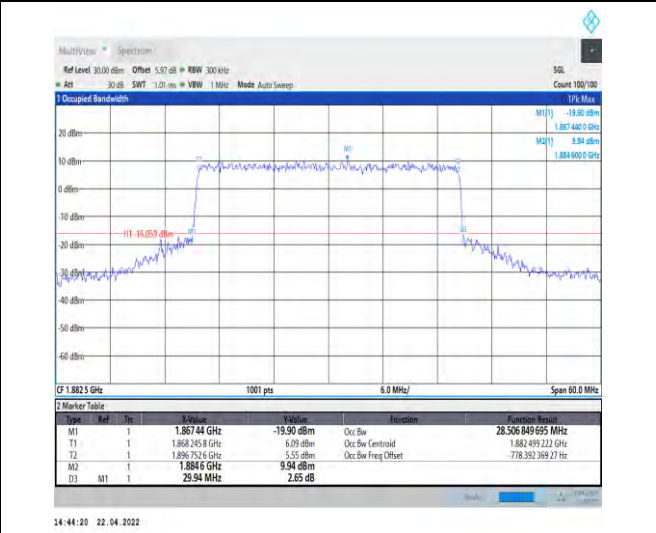 MultiView Spectrum
Ref Level 30.00 dBm Offset 5.97 dB RBW 300 kHz SGL
Att 30 dB SWT 1.01 ms VBW 1 MHz Mode Auto Sweep Count 100/100
1 Occupied Bandwidth 1Pk Max
M1[1] -19.90 dBm
1.867 440 0 GHz
M2[1] 9.94 dBm
1.884 600 0 GHz
20 dBm
M2
10 dBm
0 dBm
-10 dBm
H1 -16.059 dBm
M1
D3
-20 dBm
-30 dBm
-40 dBm
-50 dBm
-60 dBm
CF 1.882 5 GHz 1001 pts 6.0 MHz/ Span 60.0 MHz
2 Marker Table
Type Ref Trc X-Value Y-Value Function Function Result
M1 1 1.867 44 GHz -19.90 dBm Occ Bw 28.506 849 695 MHz
T1 1 1.868 245 8 GHz 6.09 dBm Occ Bw Centroid 1.882 499 222 GHz
T2 1 1.896 752 6 GHz 5.55 dBm Occ Bw Freq Offset -778.392 369 27 Hz
M2 1 1.884 6 GHz 9.94 dBm
D3 M1 1 29.94 MHz 2.65 dB
14:44:20 22.04.2022